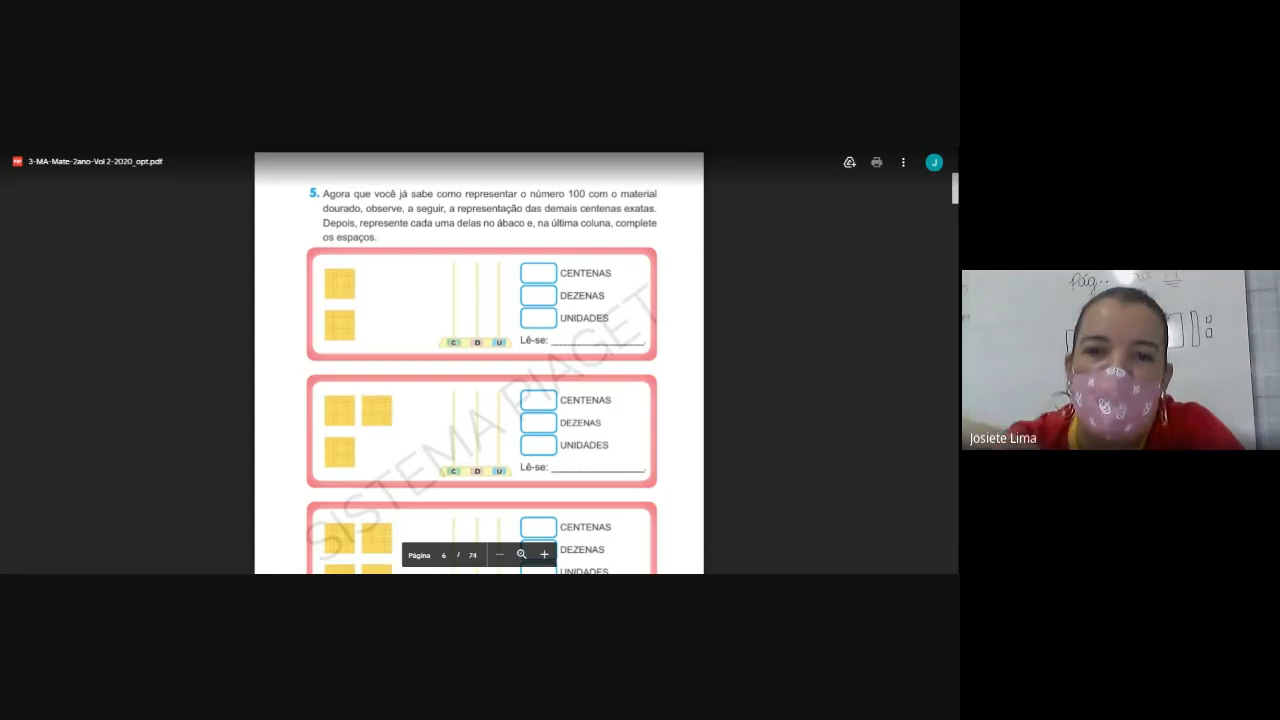 3-MA-Mate-2ano-Vol 2-2020_opt.pdf
J
5. Agora que você já sabe como representar o número 100 com o material
dourado, observe, a seguir, a representação das demais centenas exatas.
Depois, represente cada uma delas no ábaco e, na última coluna, complete
os espaços.
CENTENAS
DEZENAS
UNIDADES
C D U
Lê-se: ____________________.
CENTENAS
DEZENAS
UNIDADES
C D U
Lê-se: ____________________.
CENTENAS
DEZENAS
UNIDADES
SISTEMA PIAGET
Página 6 / 74
pág..
Josiete Lima